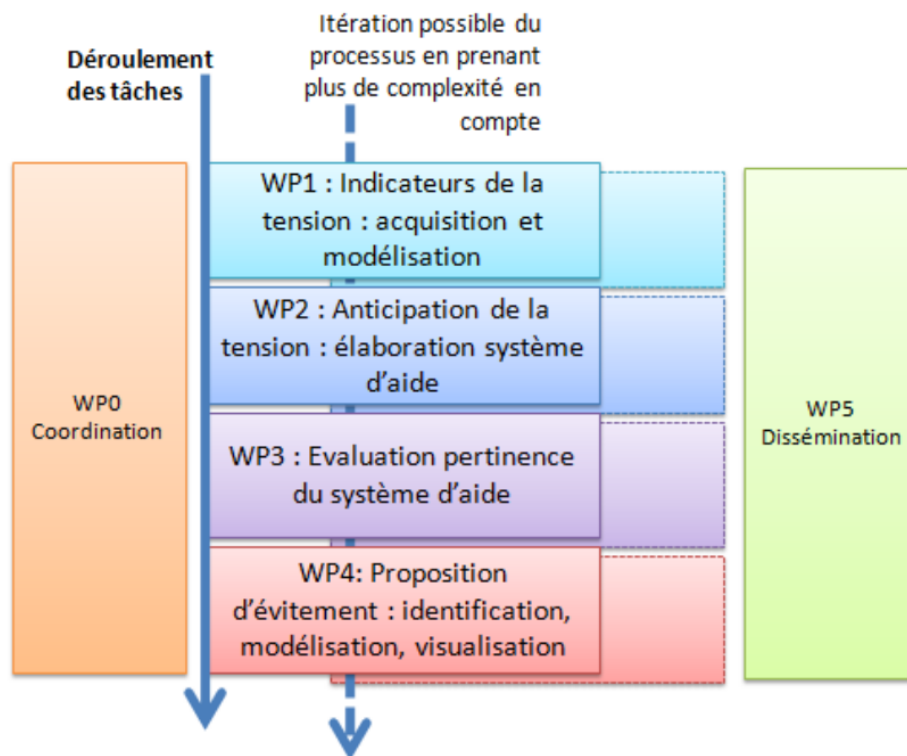 Itération possible du
processus en prenant
plus de complexité en
compte
Déroulement
des tâches
WP0
Coordination
WP1 : Indicateurs de la
tension : acquisition et
modélisation
WP2 : Anticipation de la
tension : élaboration système
d'aide
WP3 : Evaluation pertinence
du système d'aide
WP4: Proposition
d'évitement : identification,
modélisation, visualisation
WP5
Dissémination